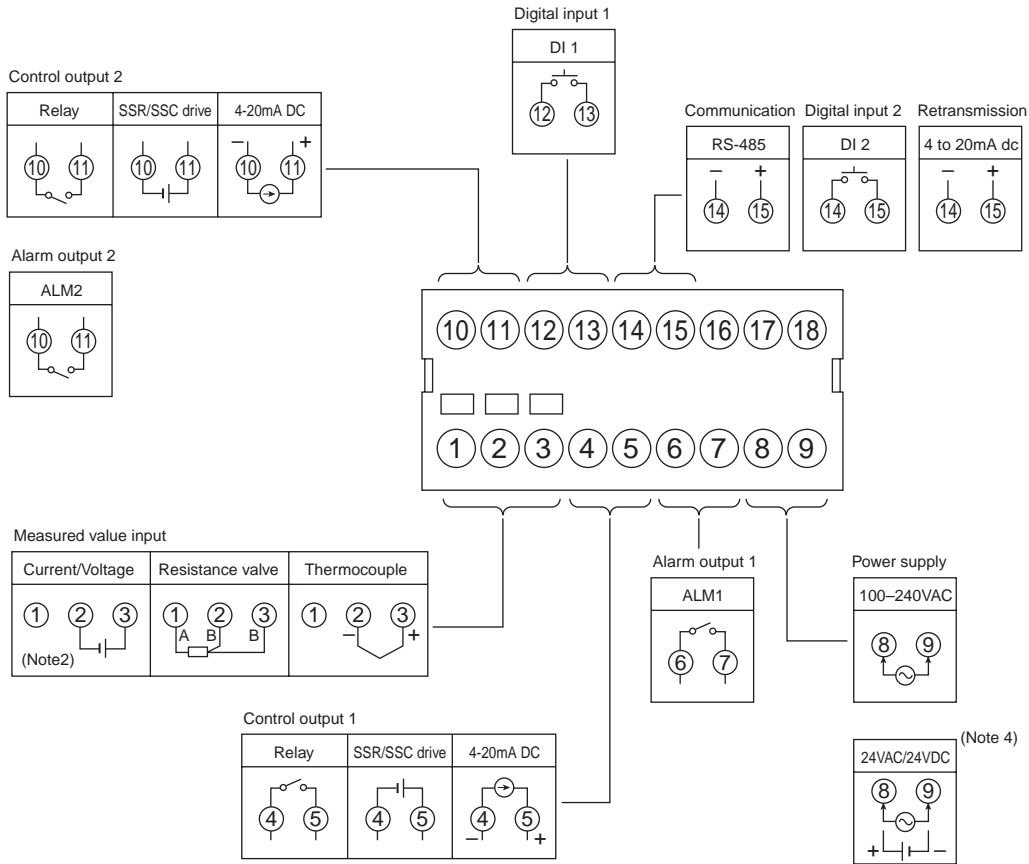 Digital input 1
DI 1
⑫ ⑬
Control output 2
Relay SSR/SSC drive 4-20mA DC
⑩ ⑪ ⑩ ⑪ − ⑩ ⑪ +
Communication Digital input 2 Retransmission
RS-485 DI 2 4 to 20mA dc
− + − +
⑭ ⑮ ⑭ ⑮ ⑭ ⑮
Alarm output 2
ALM2
⑩ ⑪
⑩ ⑪ ⑫ ⑬ ⑭ ⑮ ⑯ ⑰ ⑱
① ② ③ ④ ⑤ ⑥ ⑦ ⑧ ⑨
Measured value input
Current/Voltage Resistance valve Thermocouple
① ② ③ ① ② ③ ① ② ③
A B B − +
(Note2)
Alarm output 1
ALM1
⑥ ⑦
Power supply
100–240VAC
⑧ ⑨
Control output 1
Relay SSR/SSC drive 4-20mA DC
④ ⑤ ④ ⑤ ④ ⑤
− +
(Note 4)
24VAC/24VDC
⑧ ⑨
+ −